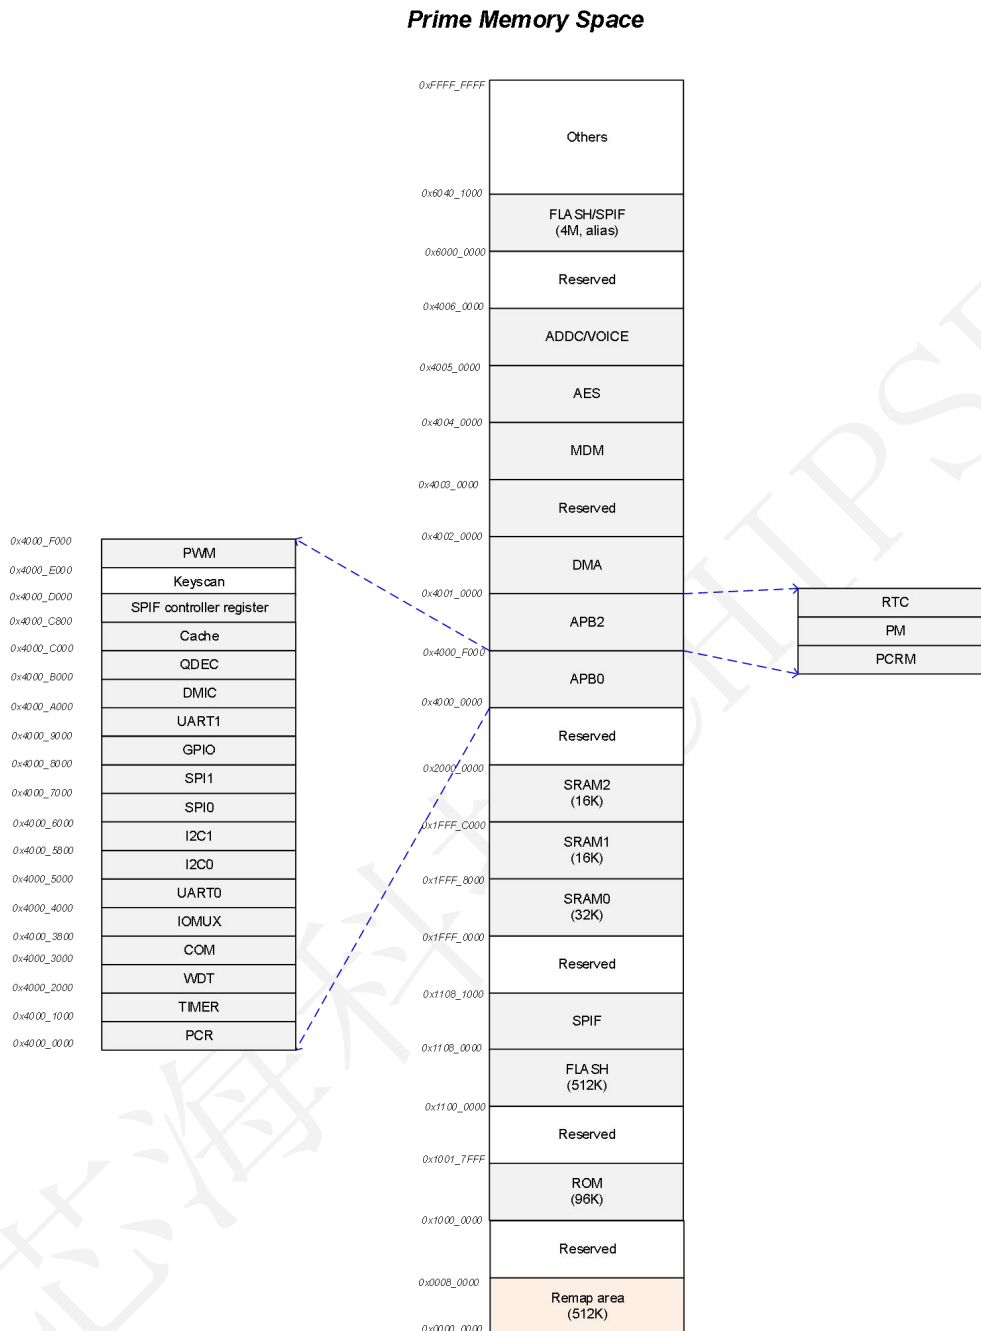 Prime Memory Space
0xFFFF_FFFF
Others
0x6040_1000
FLASH/SPIF
(4M, alias)
0x6000_0000
Reserved
0x4006_0000
ADDC/VOICE
0x4005_0000
AES
0x4004_0000
MDM
0x4003_0000
Reserved
0x4002_0000
DMA
0x4001_0000
APB2
0x4000_F000
APB0
0x4000_0000
Reserved
0x2000_0000
SRAM2
(16K)
0x1FFF_C000
SRAM1
(16K)
0x1FFF_8000
SRAM0
(32K)
0x1FFF_0000
Reserved
0x1108_1000
SPIF
0x1108_0000
FLASH
(512K)
0x1100_0000
Reserved
0x1001_7FFF
ROM
(96K)
0x1000_0000
Reserved
0x0008_0000
Remap area
(512K)
0x0000_0000
0x4000_F000
PWM
0x4000_E000
Keyscan
0x4000_D000
SPIF controller register
0x4000_C800
Cache
0x4000_C000
QDEC
0x4000_B000
DMIC
0x4000_A000
UART1
0x4000_9000
GPIO
0x4000_8000
SPI1
0x4000_7000
SPI0
0x4000_6000
I2C1
0x4000_5800
I2C0
0x4000_5000
UART0
0x4000_4000
IOMUX
0x4000_3800
COM
0x4000_3000
WDT
0x4000_2000
TIMER
0x4000_1000
PCR
0x4000_0000
RTC
PM
PCRM
芯海科技
CHIPS